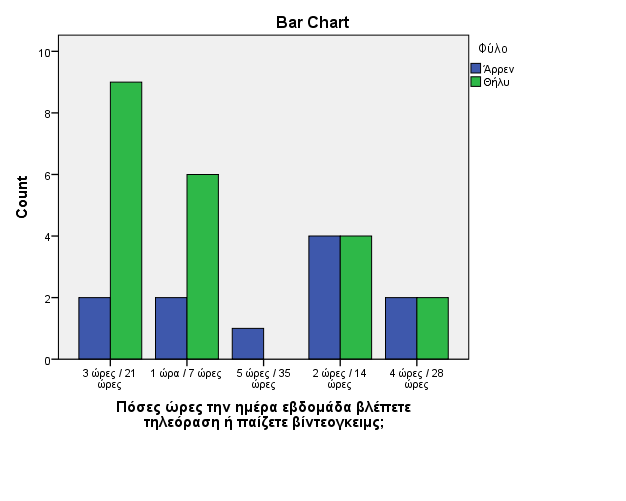 Bar Chart
Φύλο
Άρρεν
Θήλυ
10
8
6
4
2
0
Count
3 ώρες / 21
ώρες
1 ώρα / 7 ώρες
5 ώρες / 35
ώρες
2 ώρες / 14
ώρες
4 ώρες / 28
ώρες
Πόσες ώρες την ημέρα εβδομάδα βλέπετε
τηλεόραση ή παίζετε βίντεογκειμς;